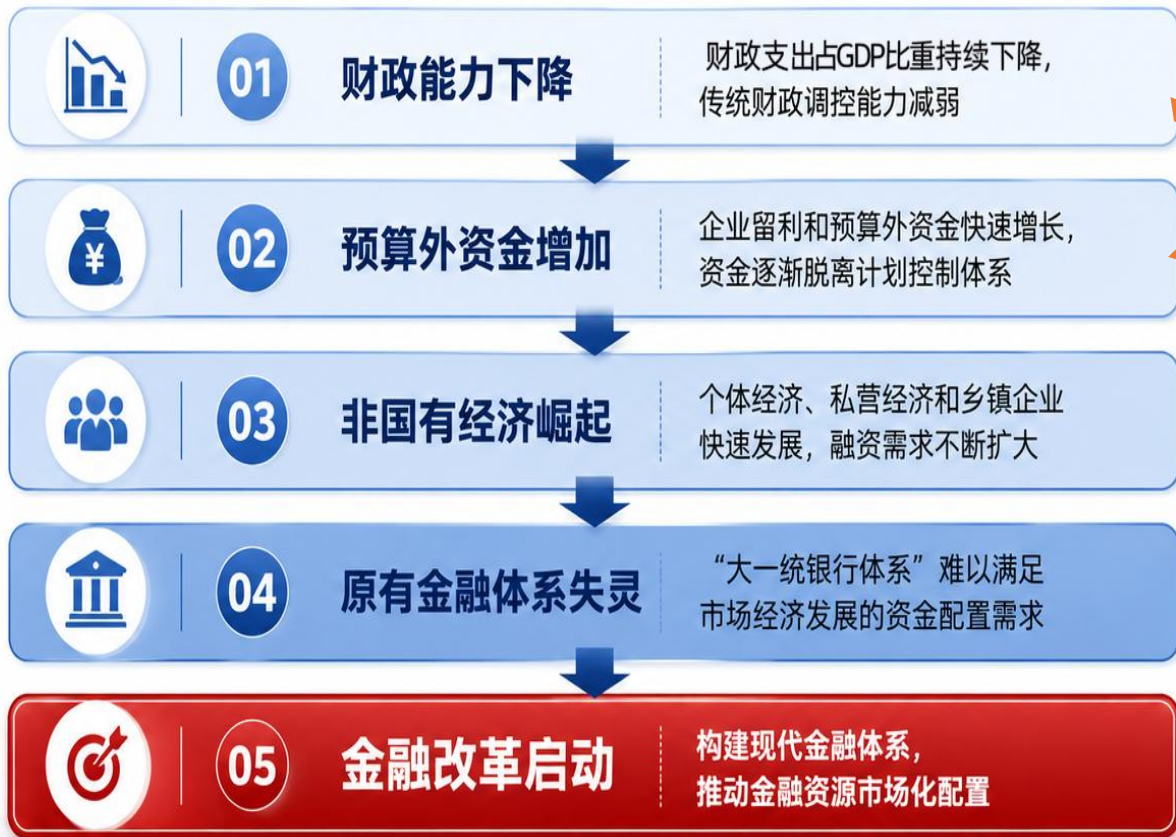 01
财政能力下降
财政支出占GDP比重持续下降，
传统财政调控能力减弱
¥
02
预算外资金增加
企业留利和预算外资金快速增长，
资金逐渐脱离计划控制体系
03
非国有经济崛起
个体经济、私营经济和乡镇企业
快速发展，融资需求不断扩大
04
原有金融体系失灵
“大一统银行体系”难以满足
市场经济发展的资金配置需求
05
金融改革启动
构建现代金融体系，
推动金融资源市场化配置